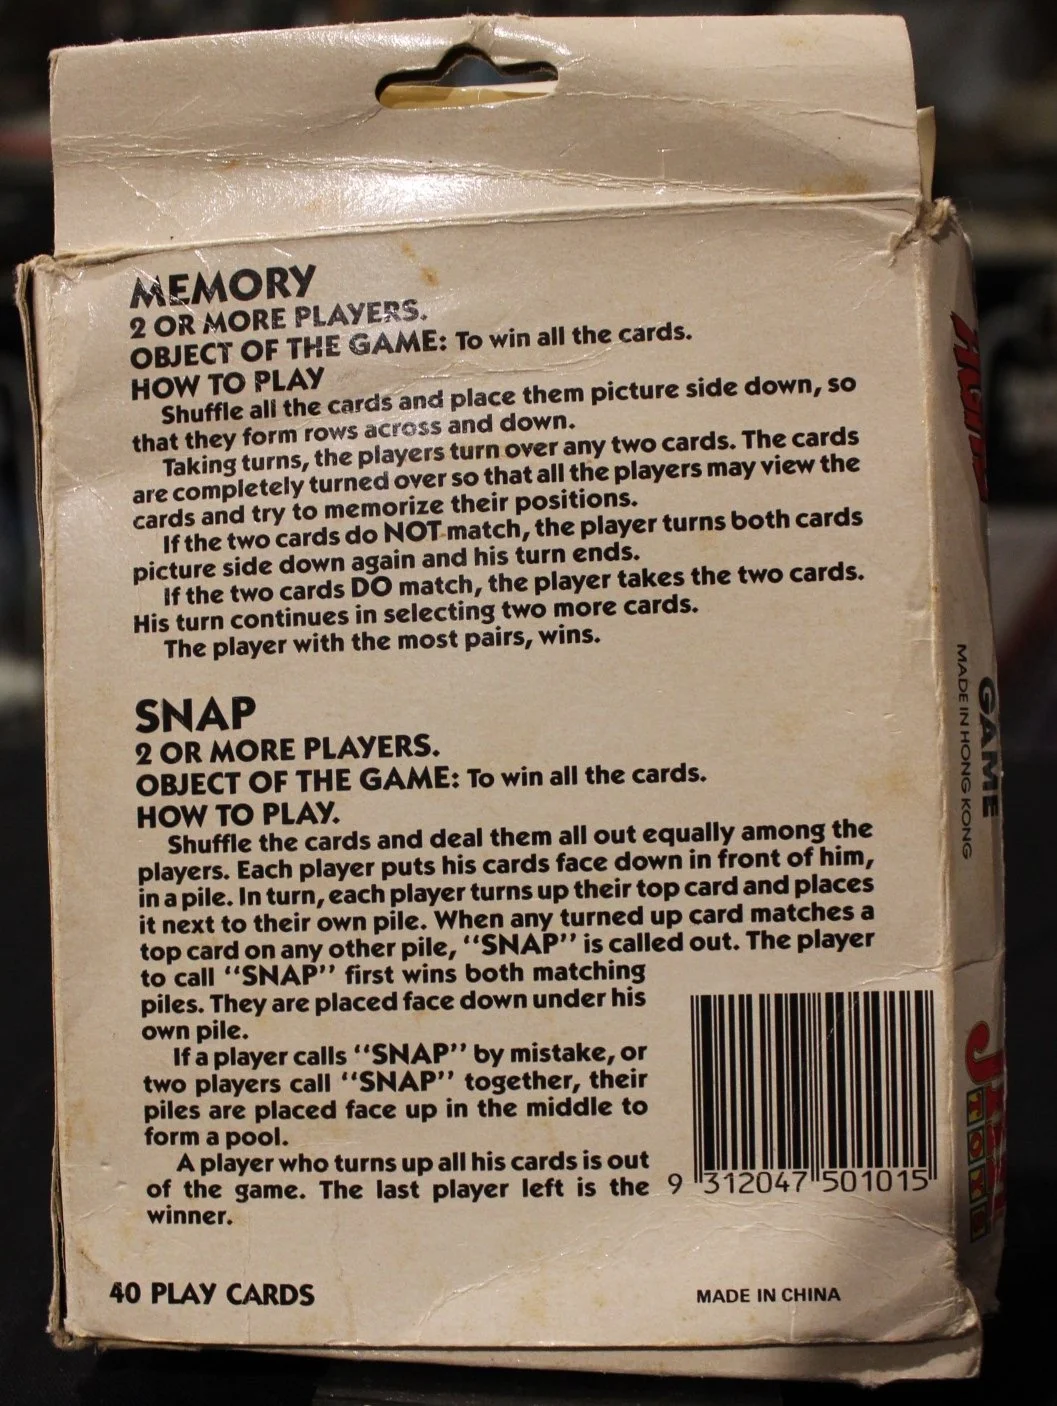 MEMORY
2 OR MORE PLAYERS.
OBJECT OF THE GAME: To win all the cards.
HOW TO PLAY
Shuffle all the cards and place them picture side down, so
that they form rows across and down.
Taking turns, the players turn over any two cards. The cards
are completely turned over so that all the players may view the
cards and try to memorize their positions.
If the two cards do NOT match, the player turns both cards
picture side down again and his turn ends.
If the two cards DO match, the player takes the two cards.
His turn continues in selecting two more cards.
The player with the most pairs, wins.
SNAP
2 OR MORE PLAYERS.
OBJECT OF THE GAME: To win all the cards.
HOW TO PLAY.
Shuffle the cards and deal them all out equally among the
players. Each player puts his cards face down in front of him,
in a pile. In turn, each player turns up their top card and places
it next to their own pile. When any turned up card matches a
top card on any other pile, “SNAP” is called out. The player
to call “SNAP” first wins both matching
piles. They are placed face down under his
own pile.
If a player calls “SNAP” by mistake, or
two players call “SNAP” together, their
piles are placed face up in the middle to
form a pool.
A player who turns up all his cards is out
of the game. The last player left is the
winner.
9 312047 501015
40 PLAY CARDS
MADE IN CHINA
GAME
MADE IN HONG KONG